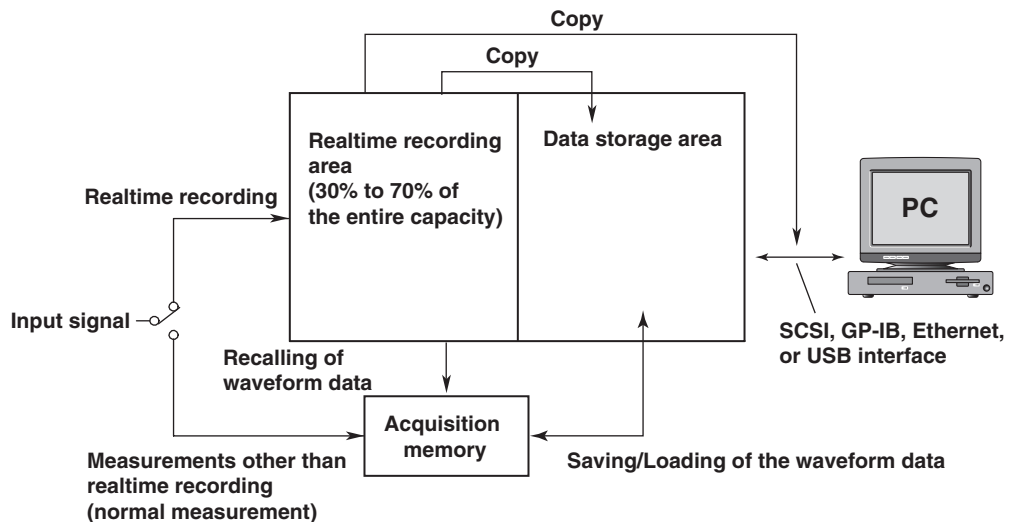 Copy
Copy
Realtime recording
area
(30% to 70% of
the entire capacity)
Data storage area
Realtime recording
PC
Input signal
SCSI, GP-IB, Ethernet,
or USB interface
Recalling of
waveform data
Acquisition
memory
Measurements other than
realtime recording
(normal measurement)
Saving/Loading of the waveform data